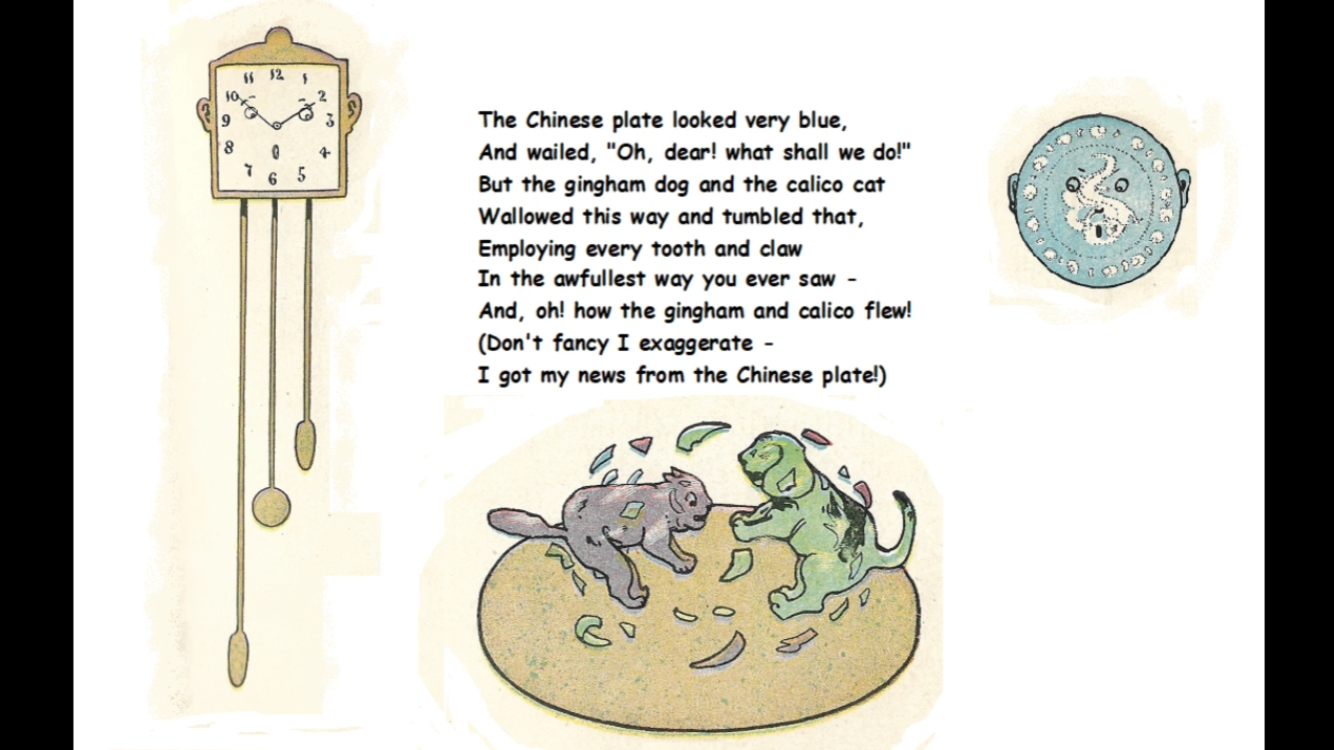 11 12 1
10 2
9 3
8 4
7 6 5
The Chinese plate looked very blue,
And wailed, "Oh, dear! what shall we do!"
But the gingham dog and the calico cat
Wallowed this way and tumbled that,
Employing every tooth and claw
In the awfullest way you ever saw -
And, oh! how the gingham and calico flew!
(Don't fancy I exaggerate -
I got my news from the Chinese plate!)